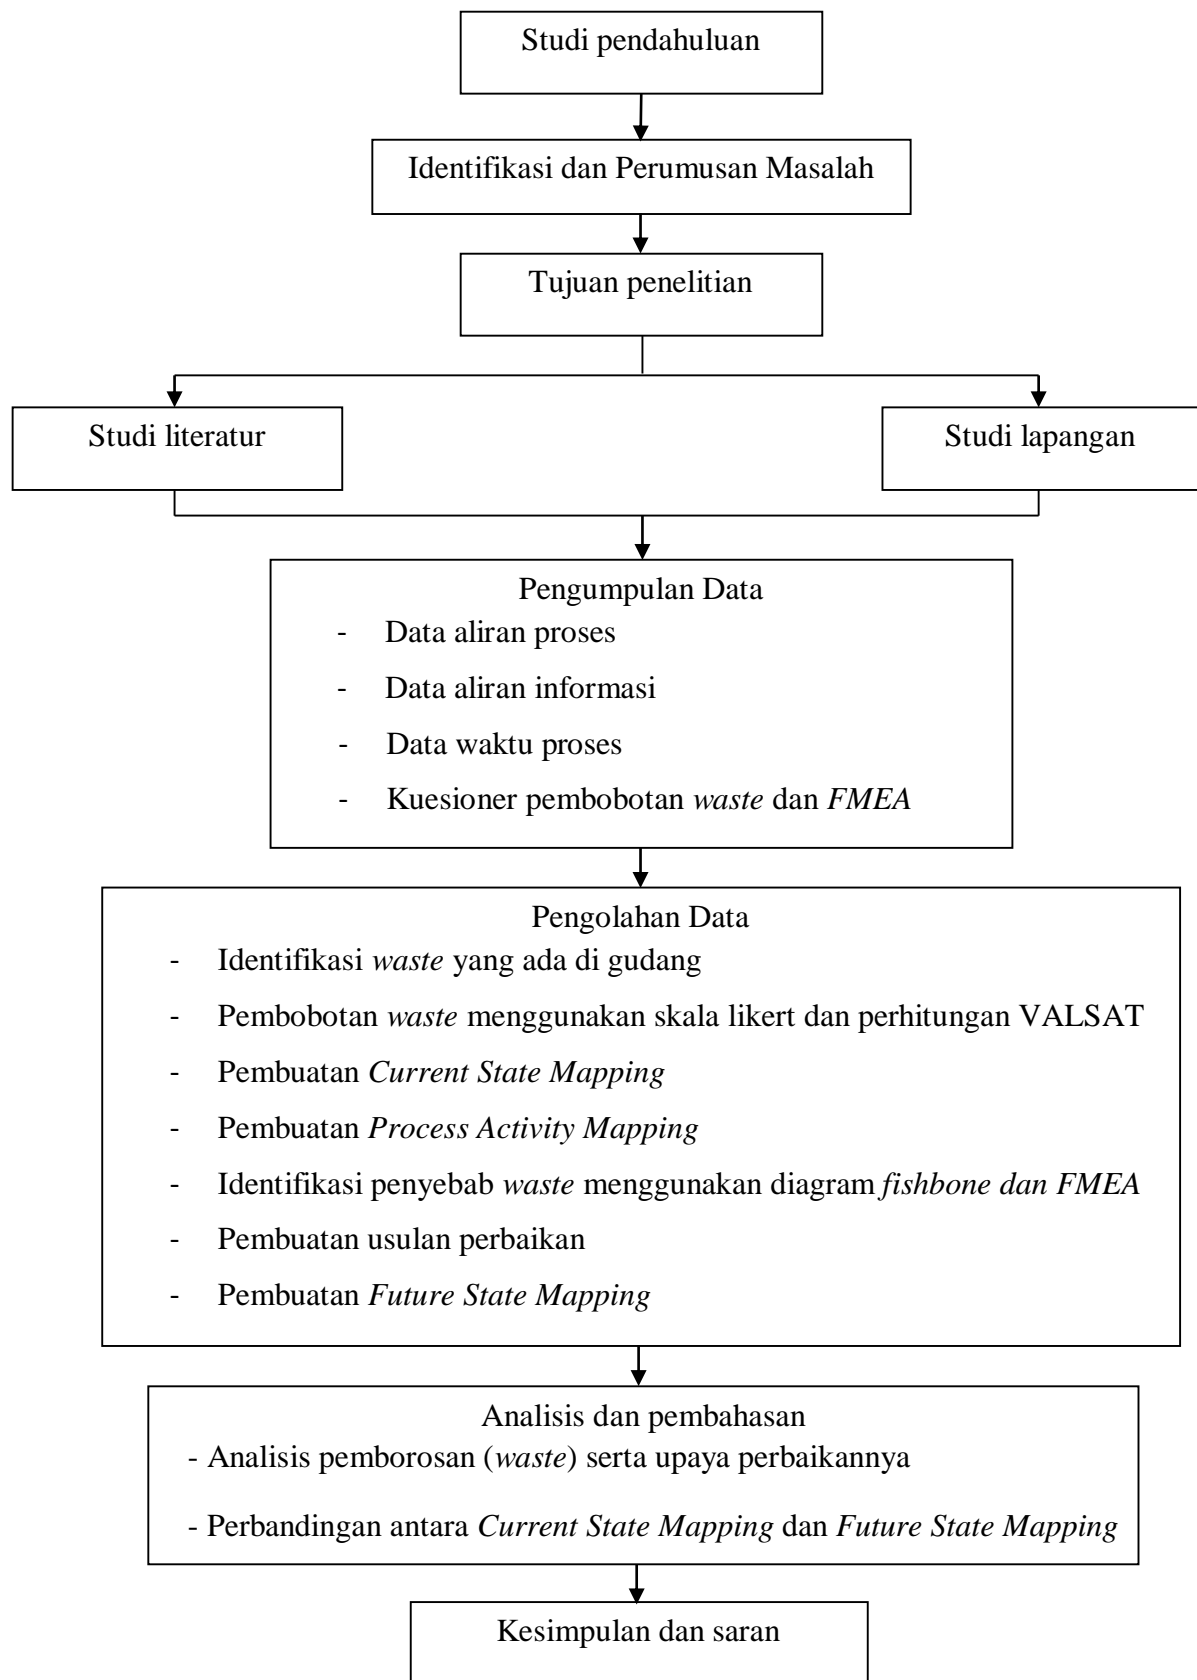 Studi pendahuluan
Identifikasi dan Perumusan Masalah
Tujuan penelitian
Studi literatur
Studi lapangan
Pengumpulan Data
- Data aliran proses
- Data aliran informasi
- Data waktu proses
- Kuesioner pembobotan waste dan FMEA
Pengolahan Data
- Identifikasi waste yang ada di gudang
- Pembobotan waste menggunakan skala likert dan perhitungan VALSAT
- Pembuatan Current State Mapping
- Pembuatan Process Activity Mapping
- Identifikasi penyebab waste menggunakan diagram fishbone dan FMEA
- Pembuatan usulan perbaikan
- Pembuatan Future State Mapping
Analisis dan pembahasan
- Analisis pemborosan (waste) serta upaya perbaikannya
- Perbandingan antara Current State Mapping dan Future State Mapping
Kesimpulan dan saran